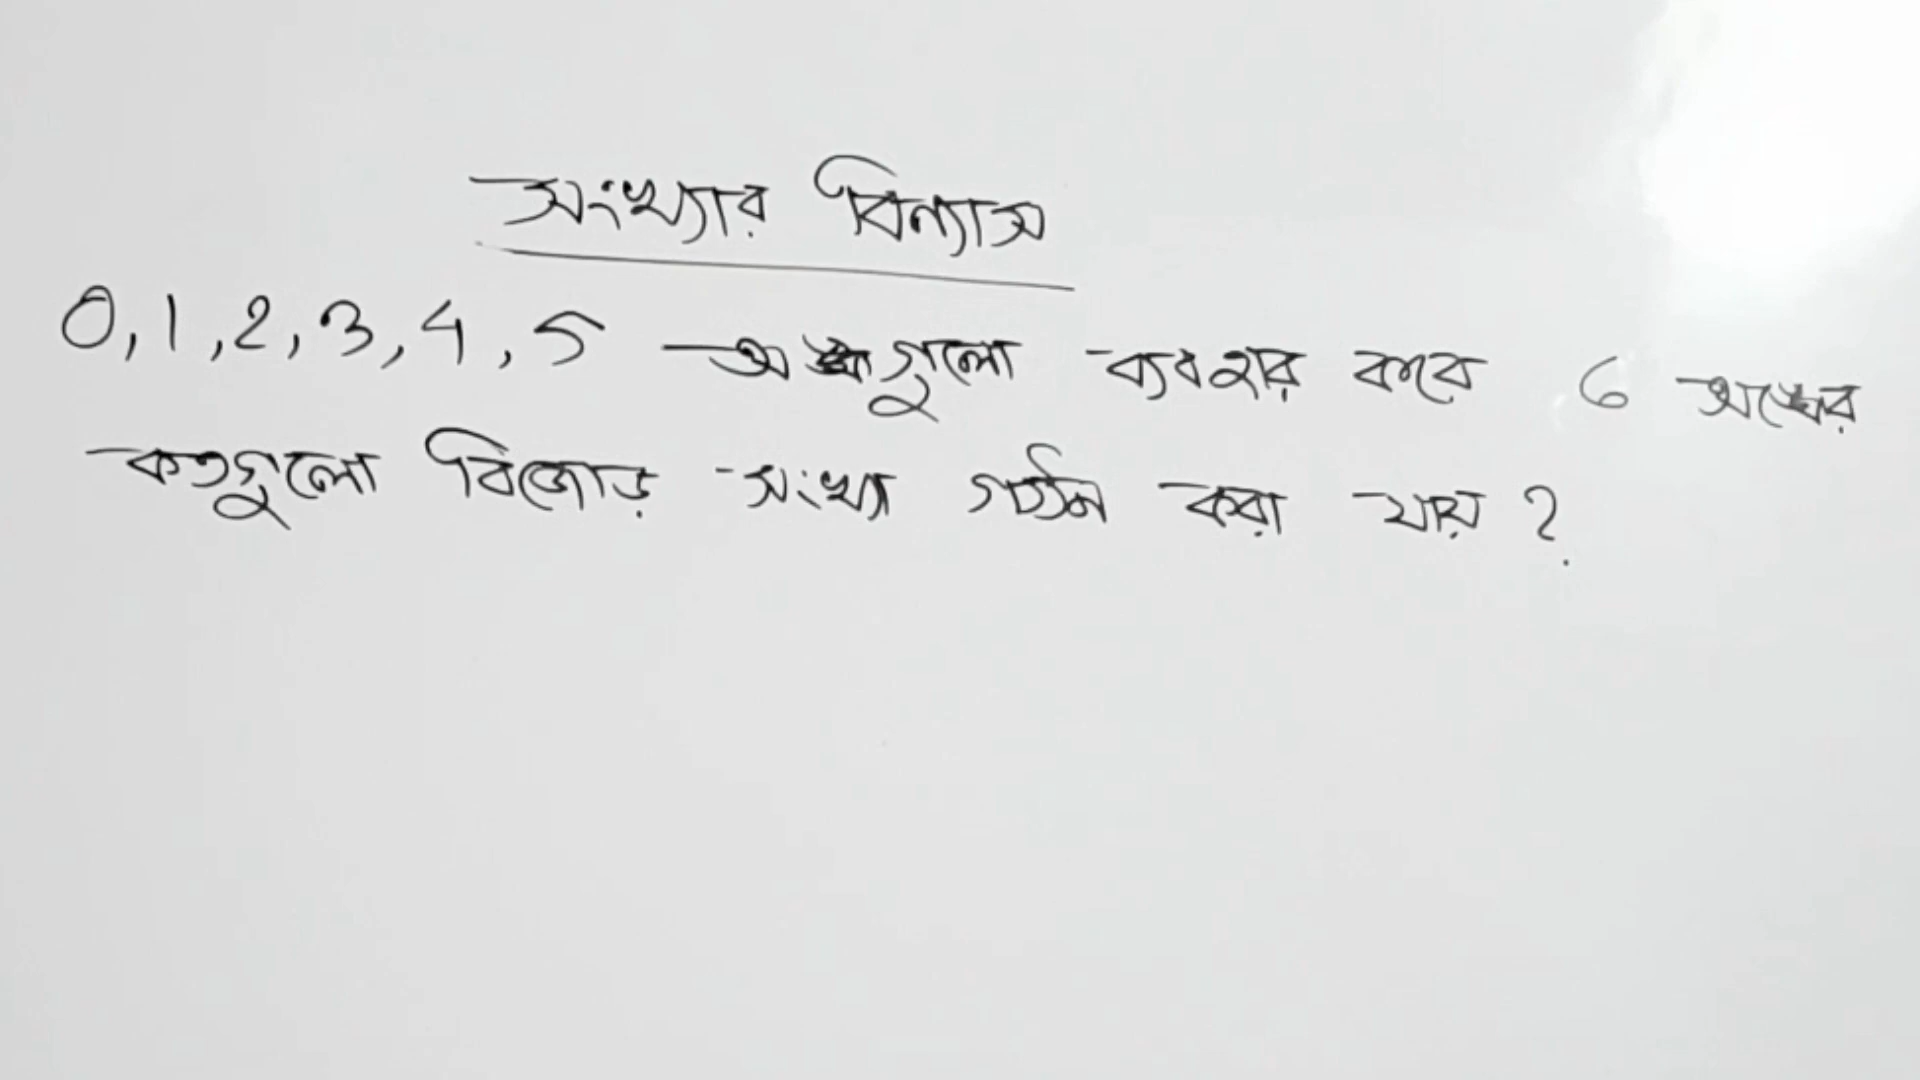 সংখ্যার বিন্যাস
0, 1, 2, 3, 4, 5 অঙ্কগুলো ব্যবহার করে 6 অঙ্কের
কতগুলো বিজোড় সংখ্যা গঠন করা যায় ?